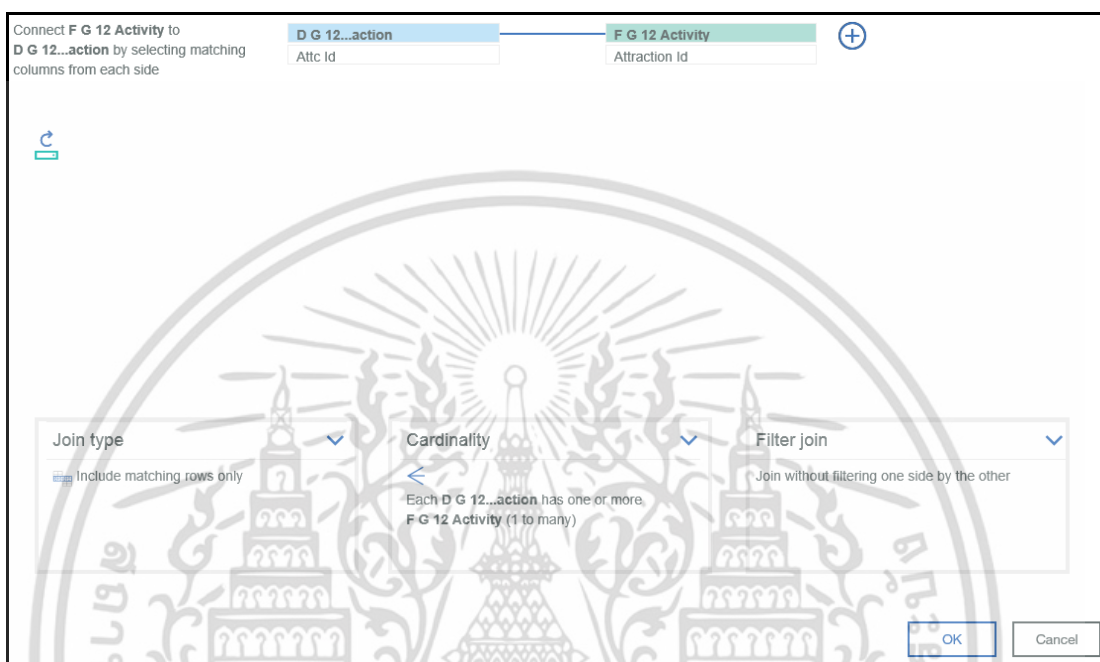 Connect F G 12 Activity to
D G 12...action by selecting matching
columns from each side
D G 12...action
F G 12 Activity
Attc Id
Attraction Id
Join type
Cardinality
Filter join
Include matching rows only
Each D G 12...action has one or more
F G 12 Activity (1 to many)
Join without filtering one side by the other
OK
Cancel